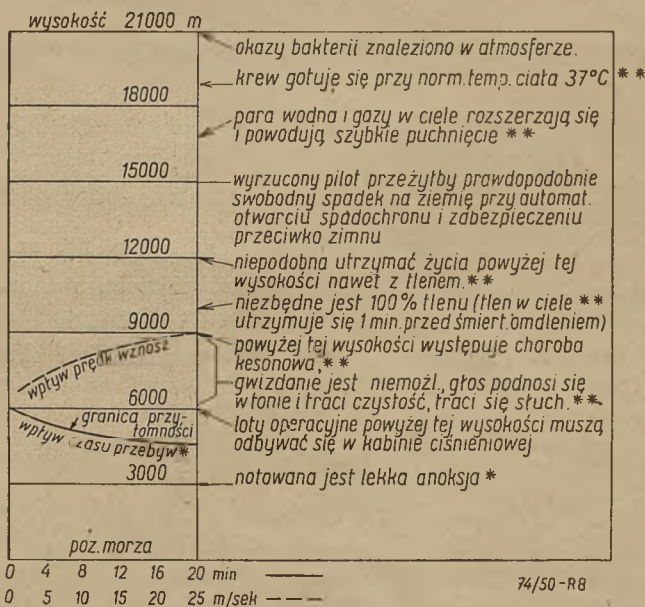 wysokość 21000 m
okazy bakterii znaleziono w atmosferze.
krew gotuje się przy norm. temp. ciała 37°C **
18000
para wodna i gazy w ciele rozszerzają się
i powodują szybkie puchnięcie **
15000
wyrzucony pilot przeżyłby prawdopodobnie
swobodny spadek na ziemię przy automat.
otwarciu spadochronu i zabezpieczeniu
przeciwko zimnu
12000
niepodobna utrzymać życia powyżej tej
wysokości nawet z tlenem. **
niezbędne jest 100% tlenu (tlen w ciele **
utrzymuje się 1 min. przed śmiert. omdleniem)
9000
powyżej tej wysokości występuje choroba
kesonowa, **
wpływ prędk wznosz
gwizdanie jest niemożl., głos podnosi się
w tonie i traci czystość, traci się słuch. **
6000
loty operacyjne powyżej tej wysokości muszą
odbywać się w kabinie ciśnieniowej
granica przy-
tomności
wpływ czasu przebyw*
3000
notowana jest lekka anoksja *
poz. morza
0 4 8 12 16 20 min
0 5 10 15 20 25 m/sek
74/50-R8